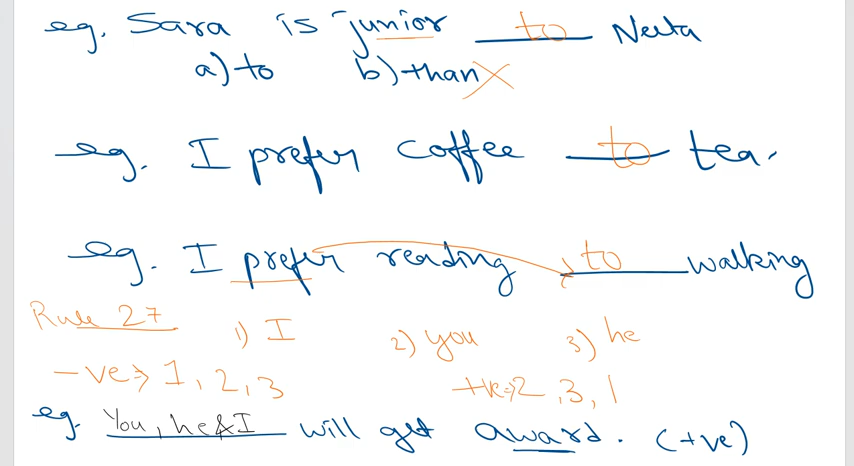 eg. Sara is junior to Neeta
a) to b) than X
eg. I prefer coffee to tea.
eg. I prefer reading to walking
Rule 27 1) I 2) you 3) he
-ve ⇒ 1, 2, 3 +ve ⇒ 2, 3, 1
eg. You, he & I will get award. (+ve)